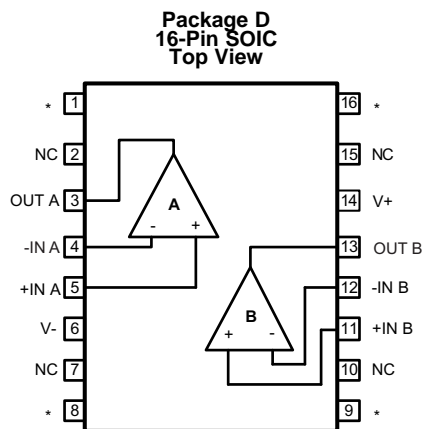 Package D
16-Pin SOIC
Top View
* 1 16 *
NC 2 15 NC
OUT A 3 A 14 V+
-IN A 4 - + 13 OUT B
+IN A 5 12 -IN B
V- 6 B + - 11 +IN B
NC 7 10 NC
* 8 9 *